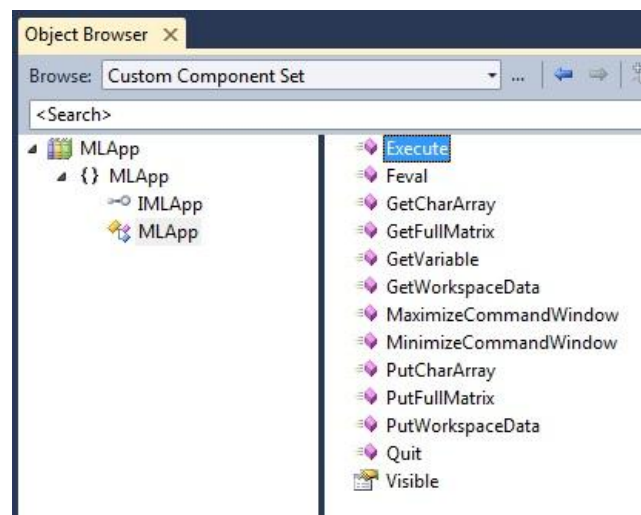 Object Browser
Browse: Custom Component Set ...
<Search>
MLApp
{} MLApp
IMLApp
MLApp
Execute
Feval
GetCharArray
GetFullMatrix
GetVariable
GetWorkspaceData
MaximizeCommandWindow
MinimizeCommandWindow
PutCharArray
PutFullMatrix
PutWorkspaceData
Quit
Visible